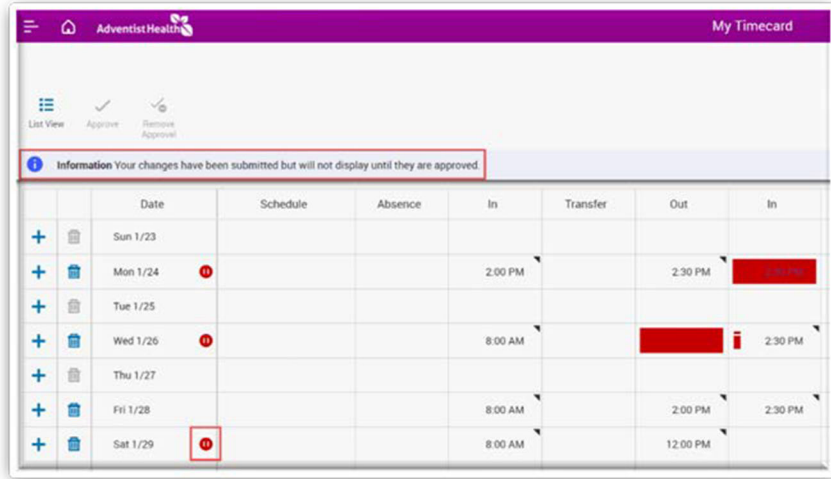 AdventistHealth My Timecard
List View Approve Remove Approval
Information Your changes have been submitted but will not display until they are approved.
Date Schedule Absence In Transfer Out In
Sun 1/23
Mon 1/24 2:00 PM 2:30 PM
Tue 1/25
Wed 1/26 8:00 AM 2:30 PM
Thu 1/27
Fri 1/28 8:00 AM 2:00 PM 2:30 PM
Sat 1/29 8:00 AM 12:00 PM